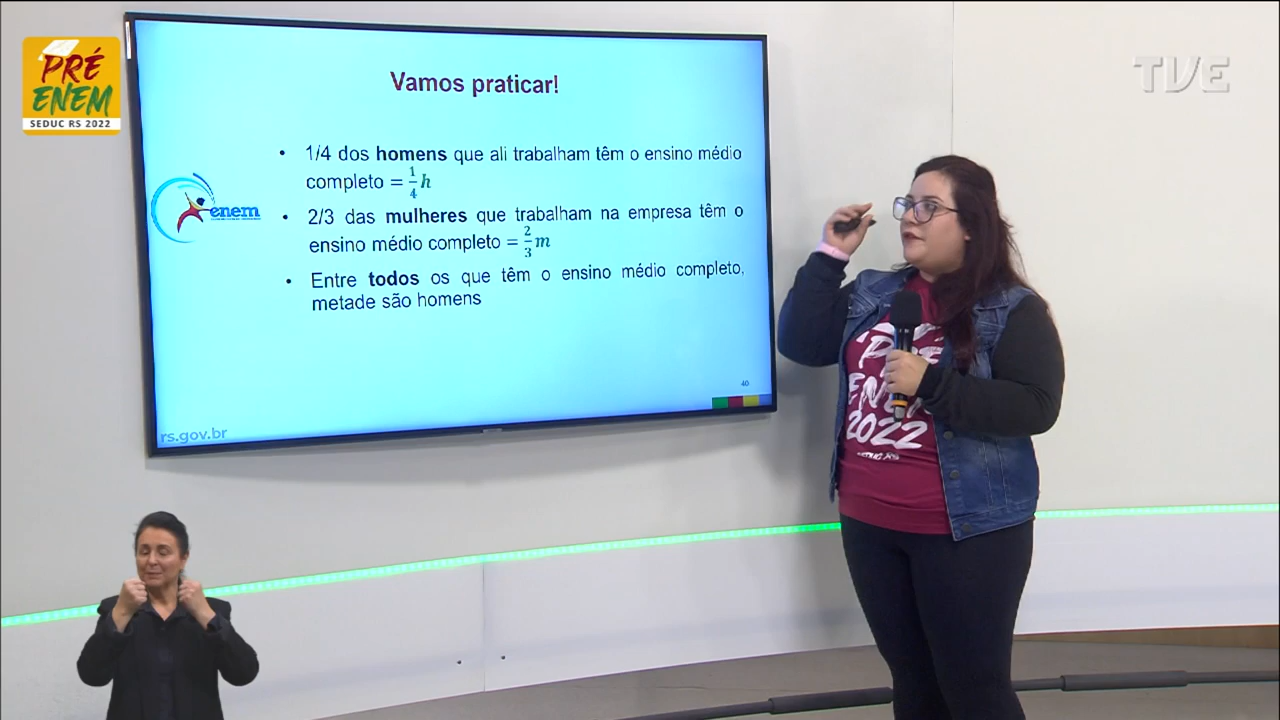 PRÉ
ENEM
SEDUC RS 2022
TVE
Vamos praticar!
• 1/4 dos homens que ali trabalham têm o ensino médio
completo = 1/4 h
enem
• 2/3 das mulheres que trabalham na empresa têm o
ensino médio completo = 2/3 m
• Entre todos os que têm o ensino médio completo,
metade são homens
40
rs.gov.br
PRÉ
ENEM
2022
SEDUC RS